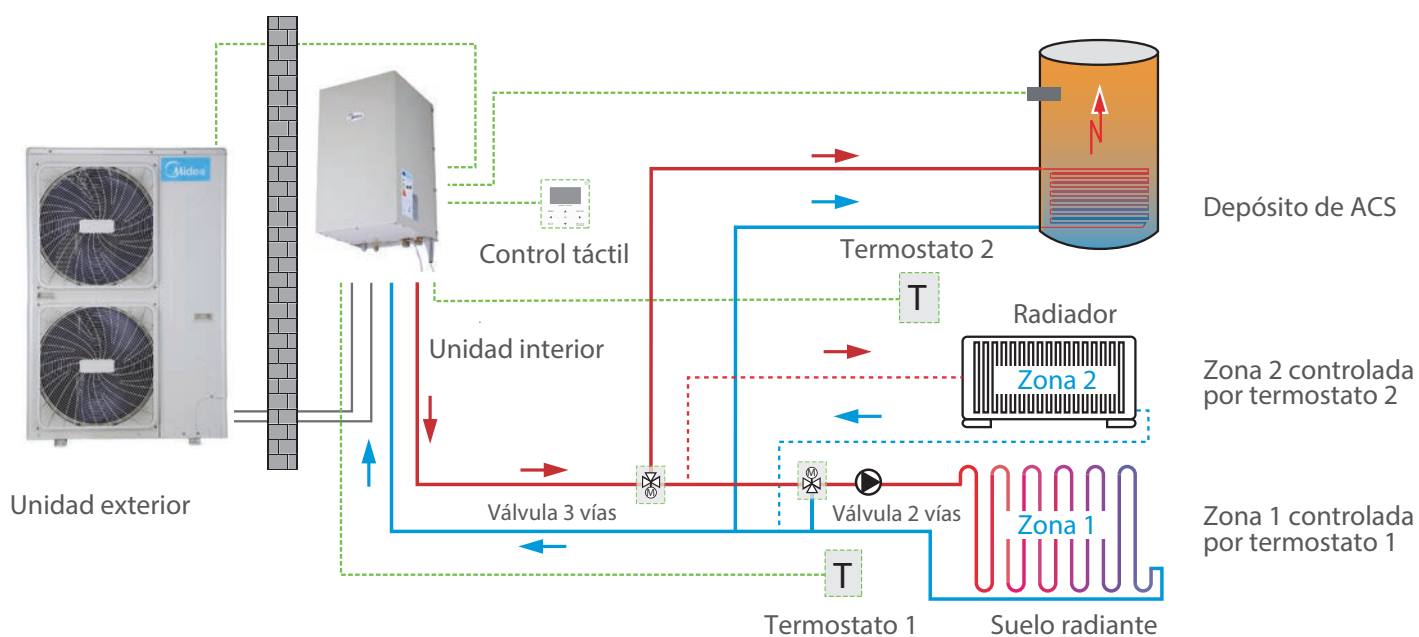 Midea
Control táctil
Termostato 2
Depósito de ACS
T
Radiador
Unidad interior
Zona 2
Zona 2 controlada
por termostato 2
Unidad exterior
M
M
Válvula 3 vías
Válvula 2 vías
Zona 1
Zona 1 controlada
por termostato 1
T
Termostato 1
Suelo radiante